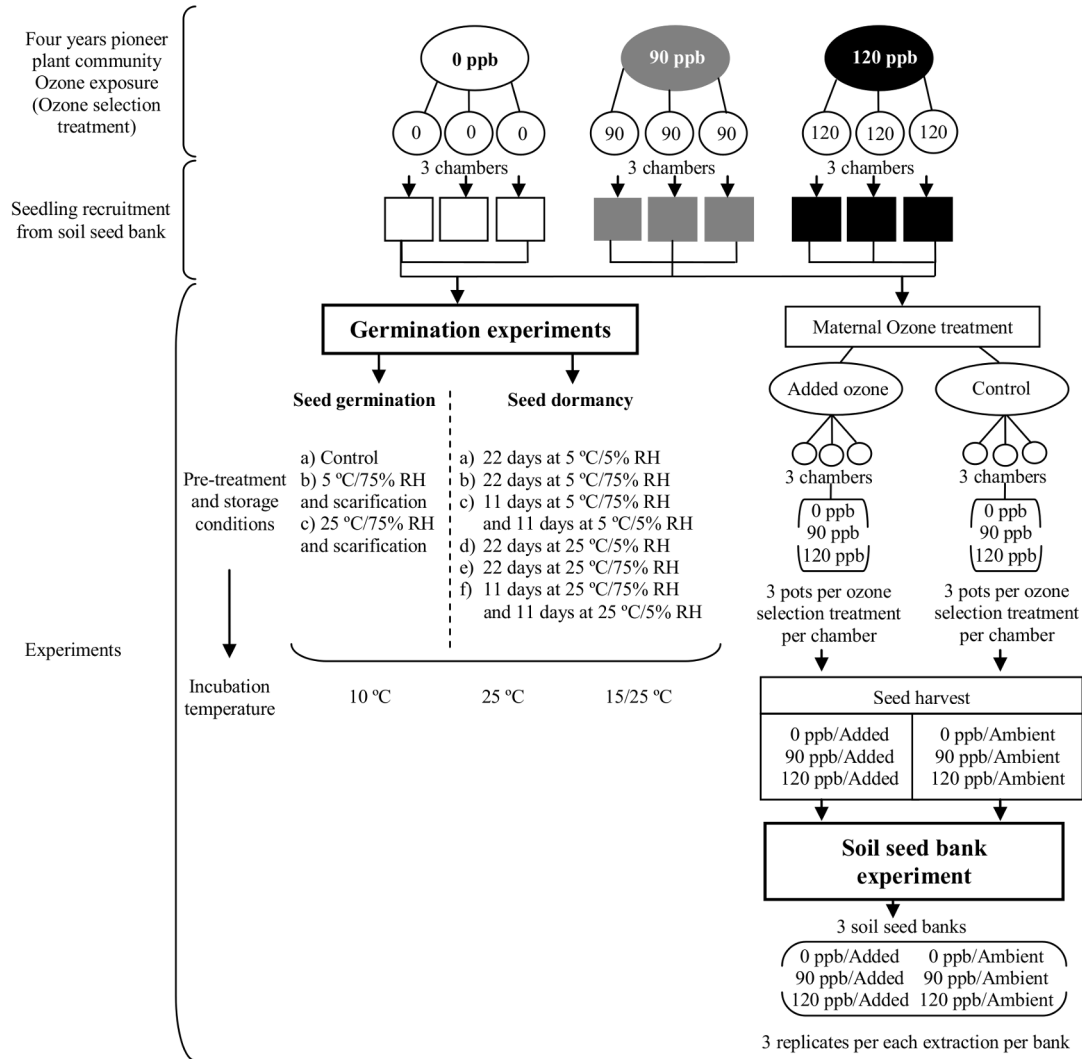 Four years pioneer
plant community
Ozone exposure
(Ozone selection
treatment)
0 ppb
90 ppb
120 ppb
0
0
0
90
90
90
120
120
120
3 chambers
3 chambers
3 chambers
Seedling recruitment
from soil seed bank
Experiments
Germination experiments
Seed germination
Seed dormancy
Pre-treatment
and storage
conditions
a) Control
b) 5 ºC/75% RH
and scarification
c) 25 ºC/75% RH
and scarification
a) 22 days at 5 ºC/5% RH
b) 22 days at 5 ºC/75% RH
c) 11 days at 5 ºC/75% RH
and 11 days at 5 ºC/5% RH
d) 22 days at 25 ºC/5% RH
e) 22 days at 25 ºC/75% RH
f) 11 days at 25 ºC/75% RH
and 11 days at 25 ºC/5% RH
Incubation
temperature
10 ºC
25 ºC
15/25 ºC
Maternal Ozone treatment
Added ozone
Control
3 chambers
3 chambers
0 ppb
90 ppb
120 ppb
0 ppb
90 ppb
120 ppb
3 pots per ozone
selection treatment
per chamber
3 pots per ozone
selection treatment
per chamber
Seed harvest
0 ppb/Added
90 ppb/Added
120 ppb/Added
0 ppb/Ambient
90 ppb/Ambient
120 ppb/Ambient
Soil seed bank
experiment
3 soil seed banks
0 ppb/Added 0 ppb/Ambient
90 ppb/Added 90 ppb/Ambient
120 ppb/Added 120 ppb/Ambient
3 replicates per each extraction per bank